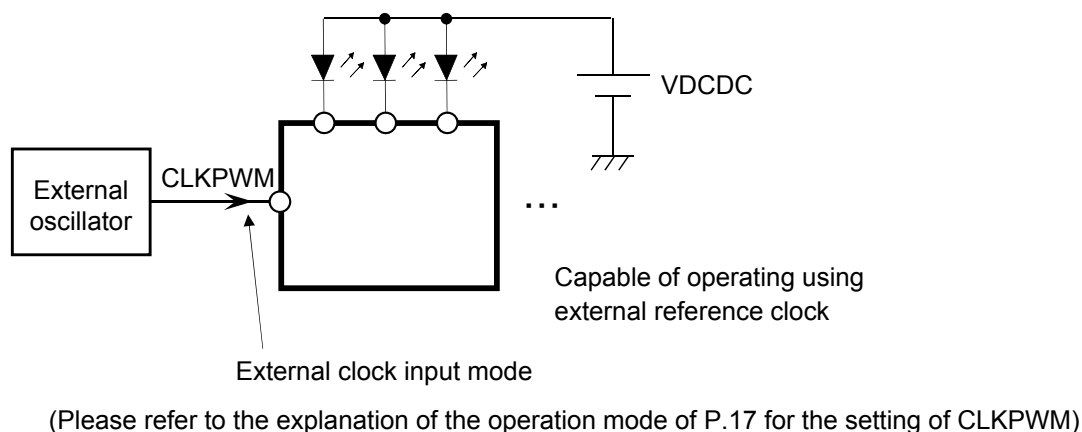 VDCDC
CLKPWM
External
oscillator
...
Capable of operating using
external reference clock
External clock input mode
(Please refer to the explanation of the operation mode of P.17 for the setting of CLKPWM)